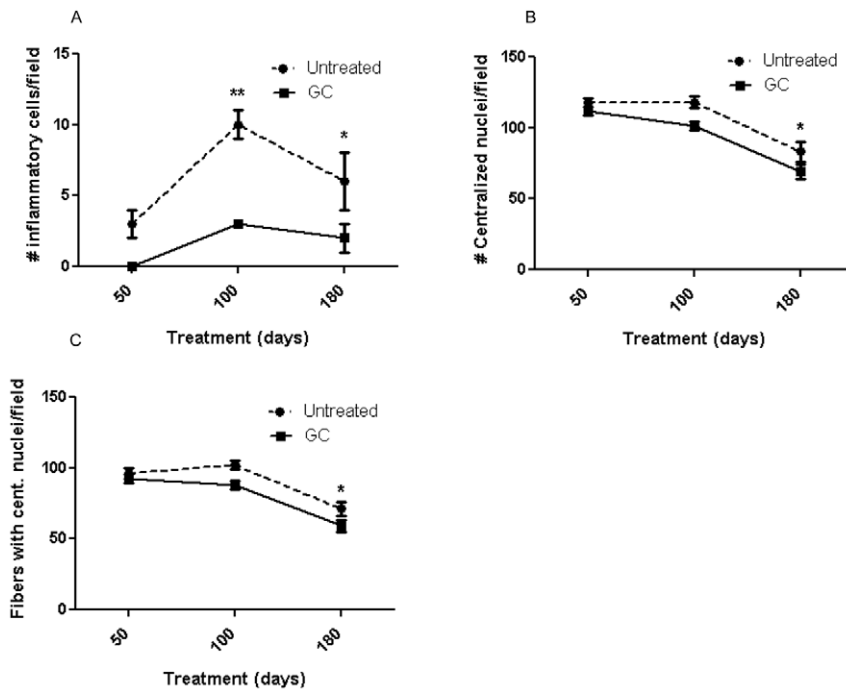 A
# inflammatory cells/field
15
10
5
0
Untreated
GC
**
*
50
100
180
Treatment (days)
B
# Centralized nuclei/field
150
100
50
0
Untreated
GC
*
50
100
180
Treatment (days)
C
Fibers with cent. nuclei/field
150
100
50
0
Untreated
GC
*
50
100
180
Treatment (days)